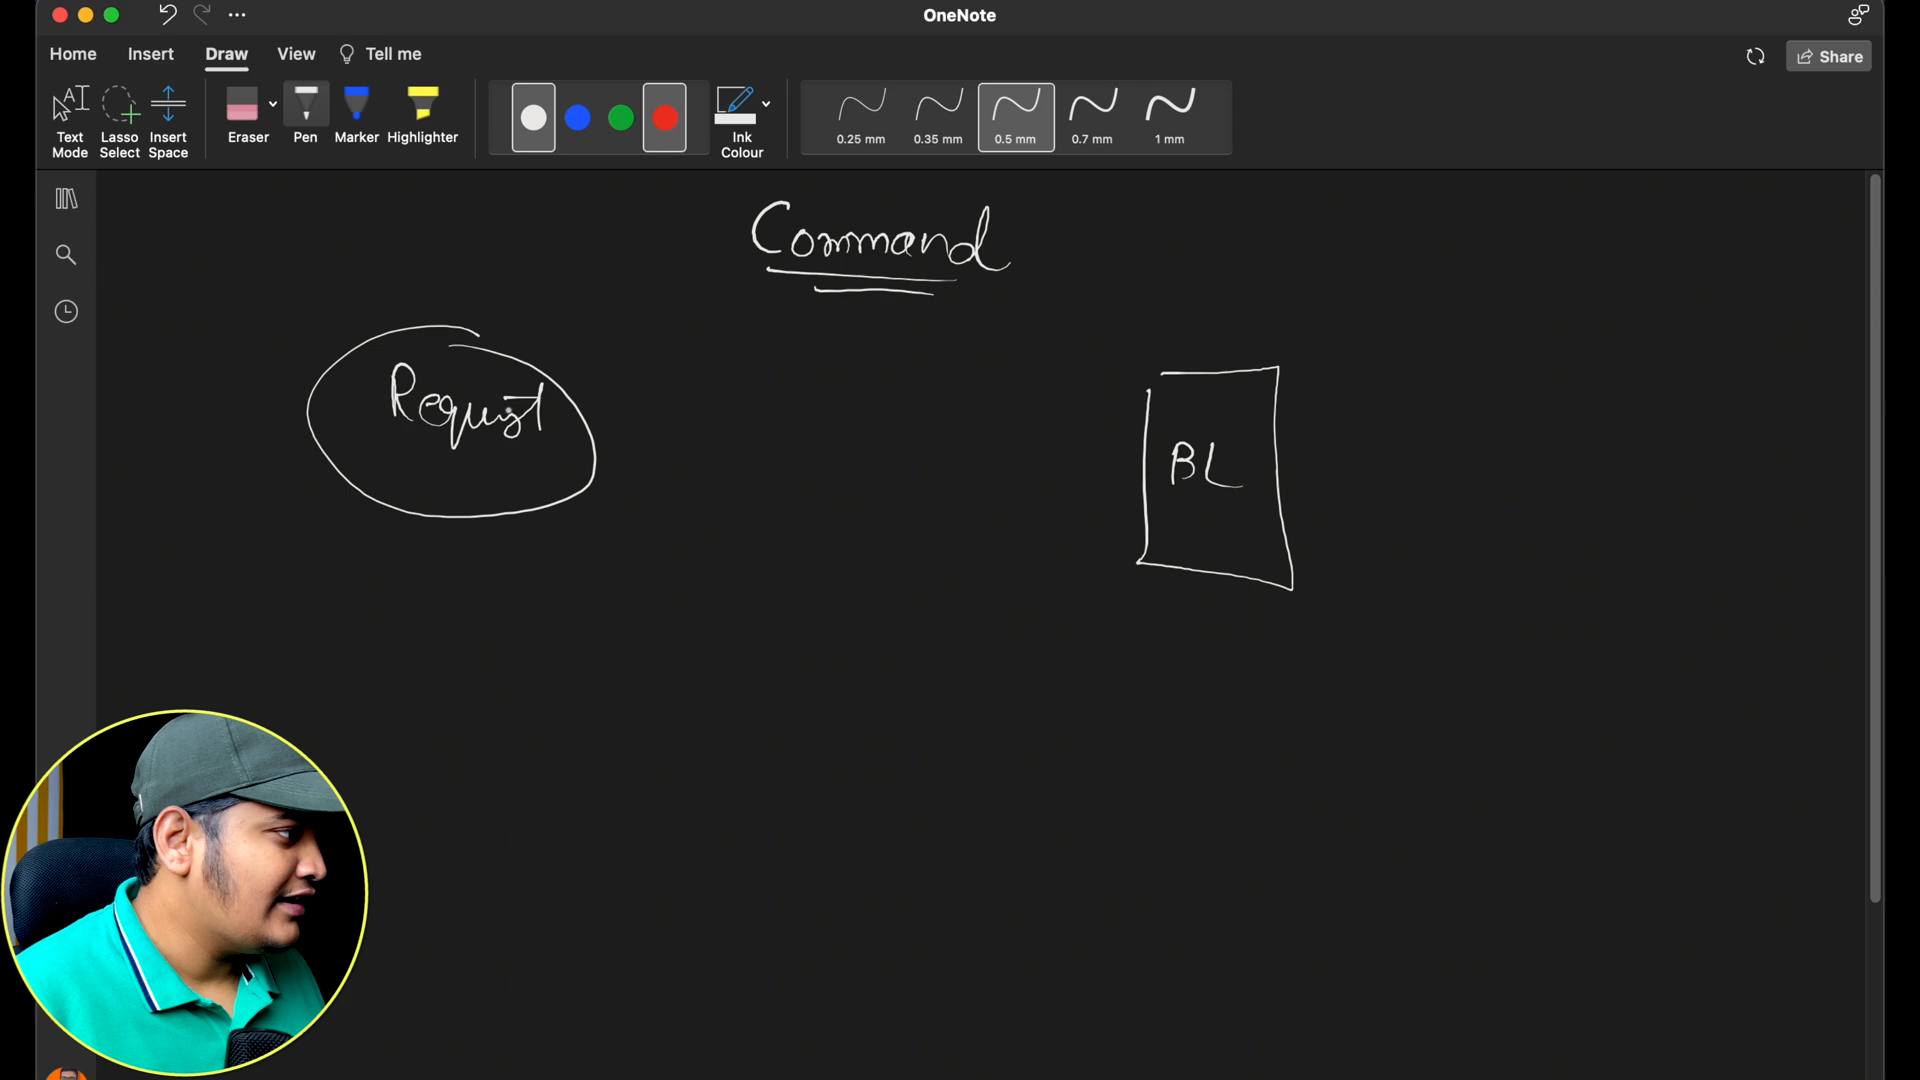 OneNote
Home Insert Draw View Tell me
Share
Text Mode
Lasso Select
Insert Space
Eraser
Pen
Marker
Highlighter
Ink Colour
0.25 mm
0.35 mm
0.5 mm
0.7 mm
1 mm
Command
Request
BL